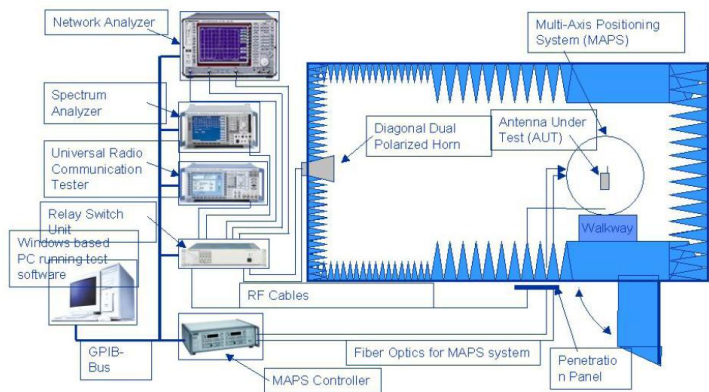 Network Analyzer
Spectrum
Analyzer
Universal Radio
Communication
Tester
Relay Switch
Unit
Windows based
PC running test
software
GPIB-
Bus
MAPS Controller
RF Cables
Fiber Optics for MAPS system
Diagonal Dual
Polarized Horn
Multi-Axis Positioning
System (MAPS)
Antenna Under
Test (AUT)
Walkway
Penetratio
n Panel